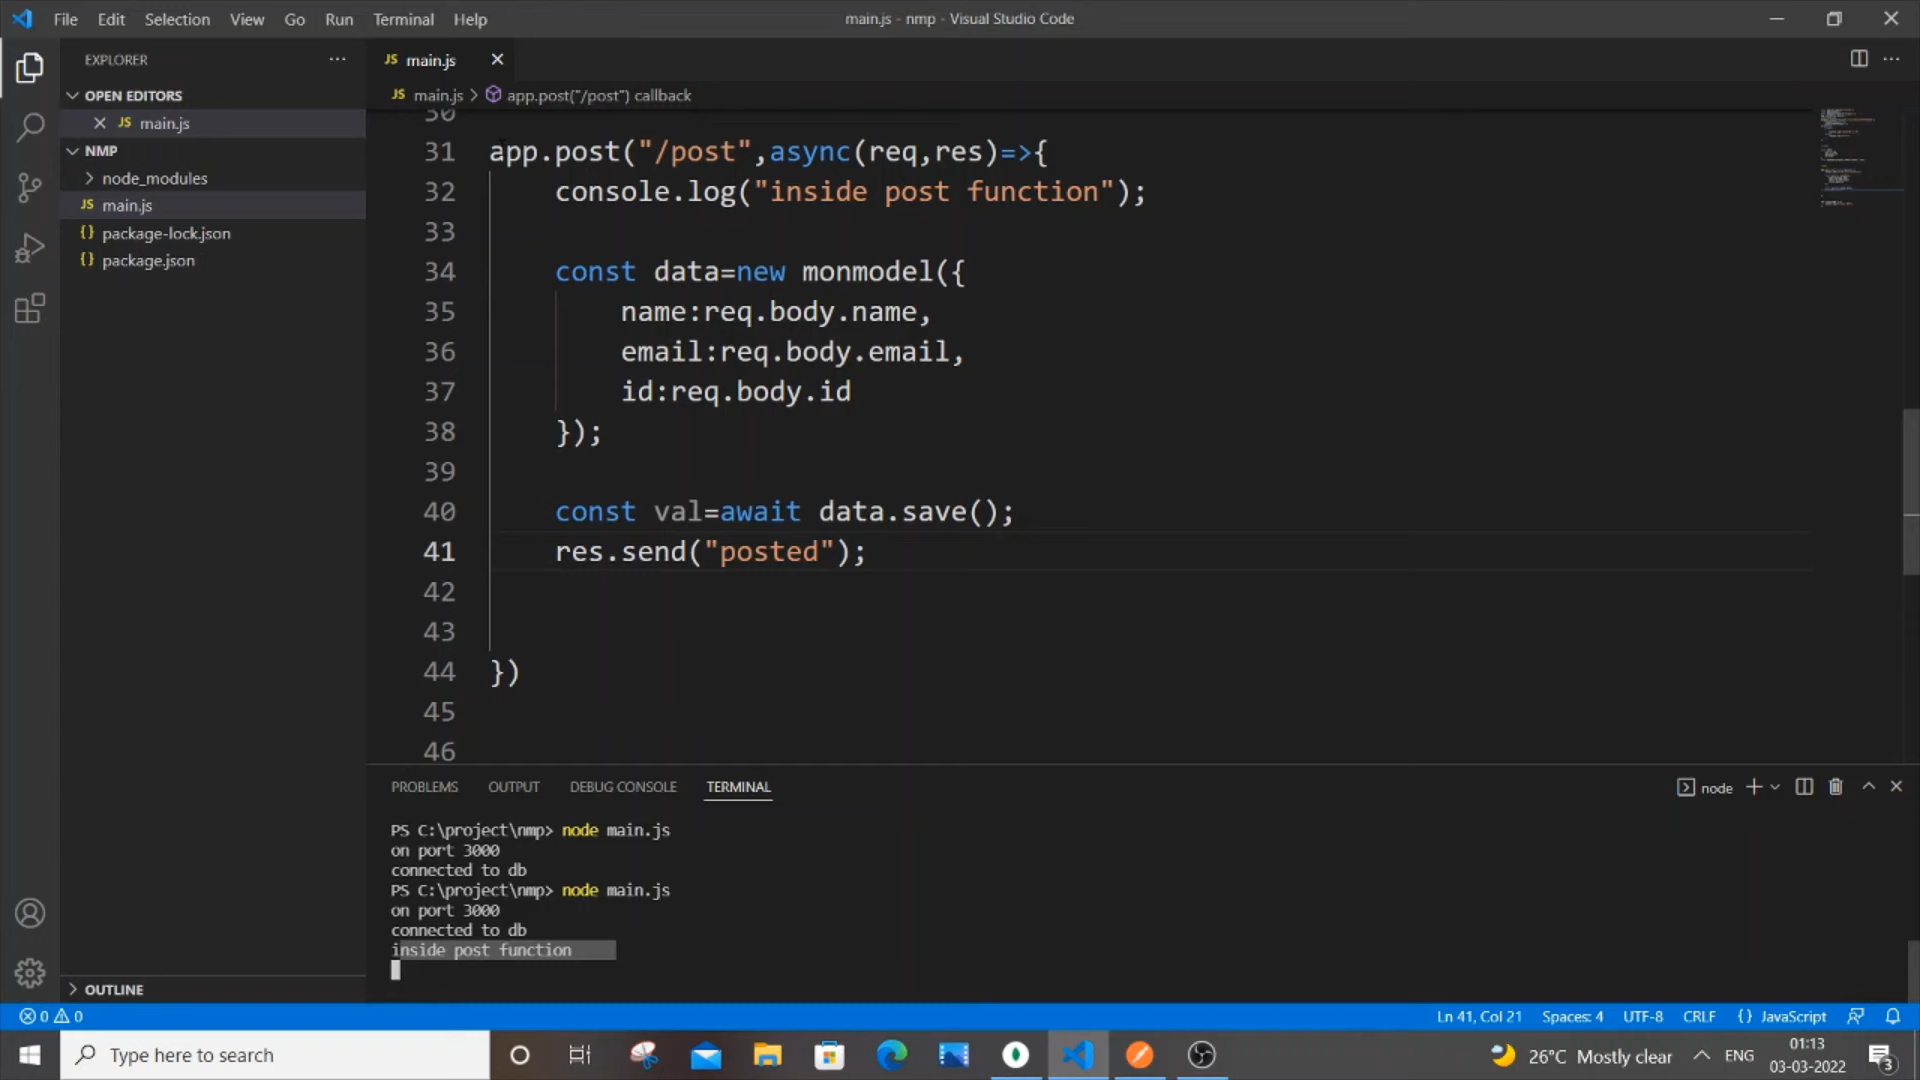 File Edit Selection View Go Run Terminal Help
main.js - nmp - Visual Studio Code
EXPLORER
OPEN EDITORS
JS main.js
NMP
node_modules
JS main.js
{} package-lock.json
{} package.json
OUTLINE
JS main.js
JS main.js > app.post("/post") callback
30
31 app.post("/post",async(req,res)=>{
32 console.log("inside post function");
33
34 const data=new monmodel({
35 name:req.body.name,
36 email:req.body.email,
37 id:req.body.id
38 });
39
40 const val=await data.save();
41 res.send("posted");
42
43
44 })
45
46
PROBLEMS OUTPUT DEBUG CONSOLE TERMINAL
node
PS C:\project\nmp> node main.js
on port 3000
connected to db
PS C:\project\nmp> node main.js
on port 3000
connected to db
inside post function
0 0
Ln 41, Col 21 Spaces: 4 UTF-8 CRLF {} JavaScript
Type here to search
26°C Mostly clear
ENG
01:13
03-03-2022
3